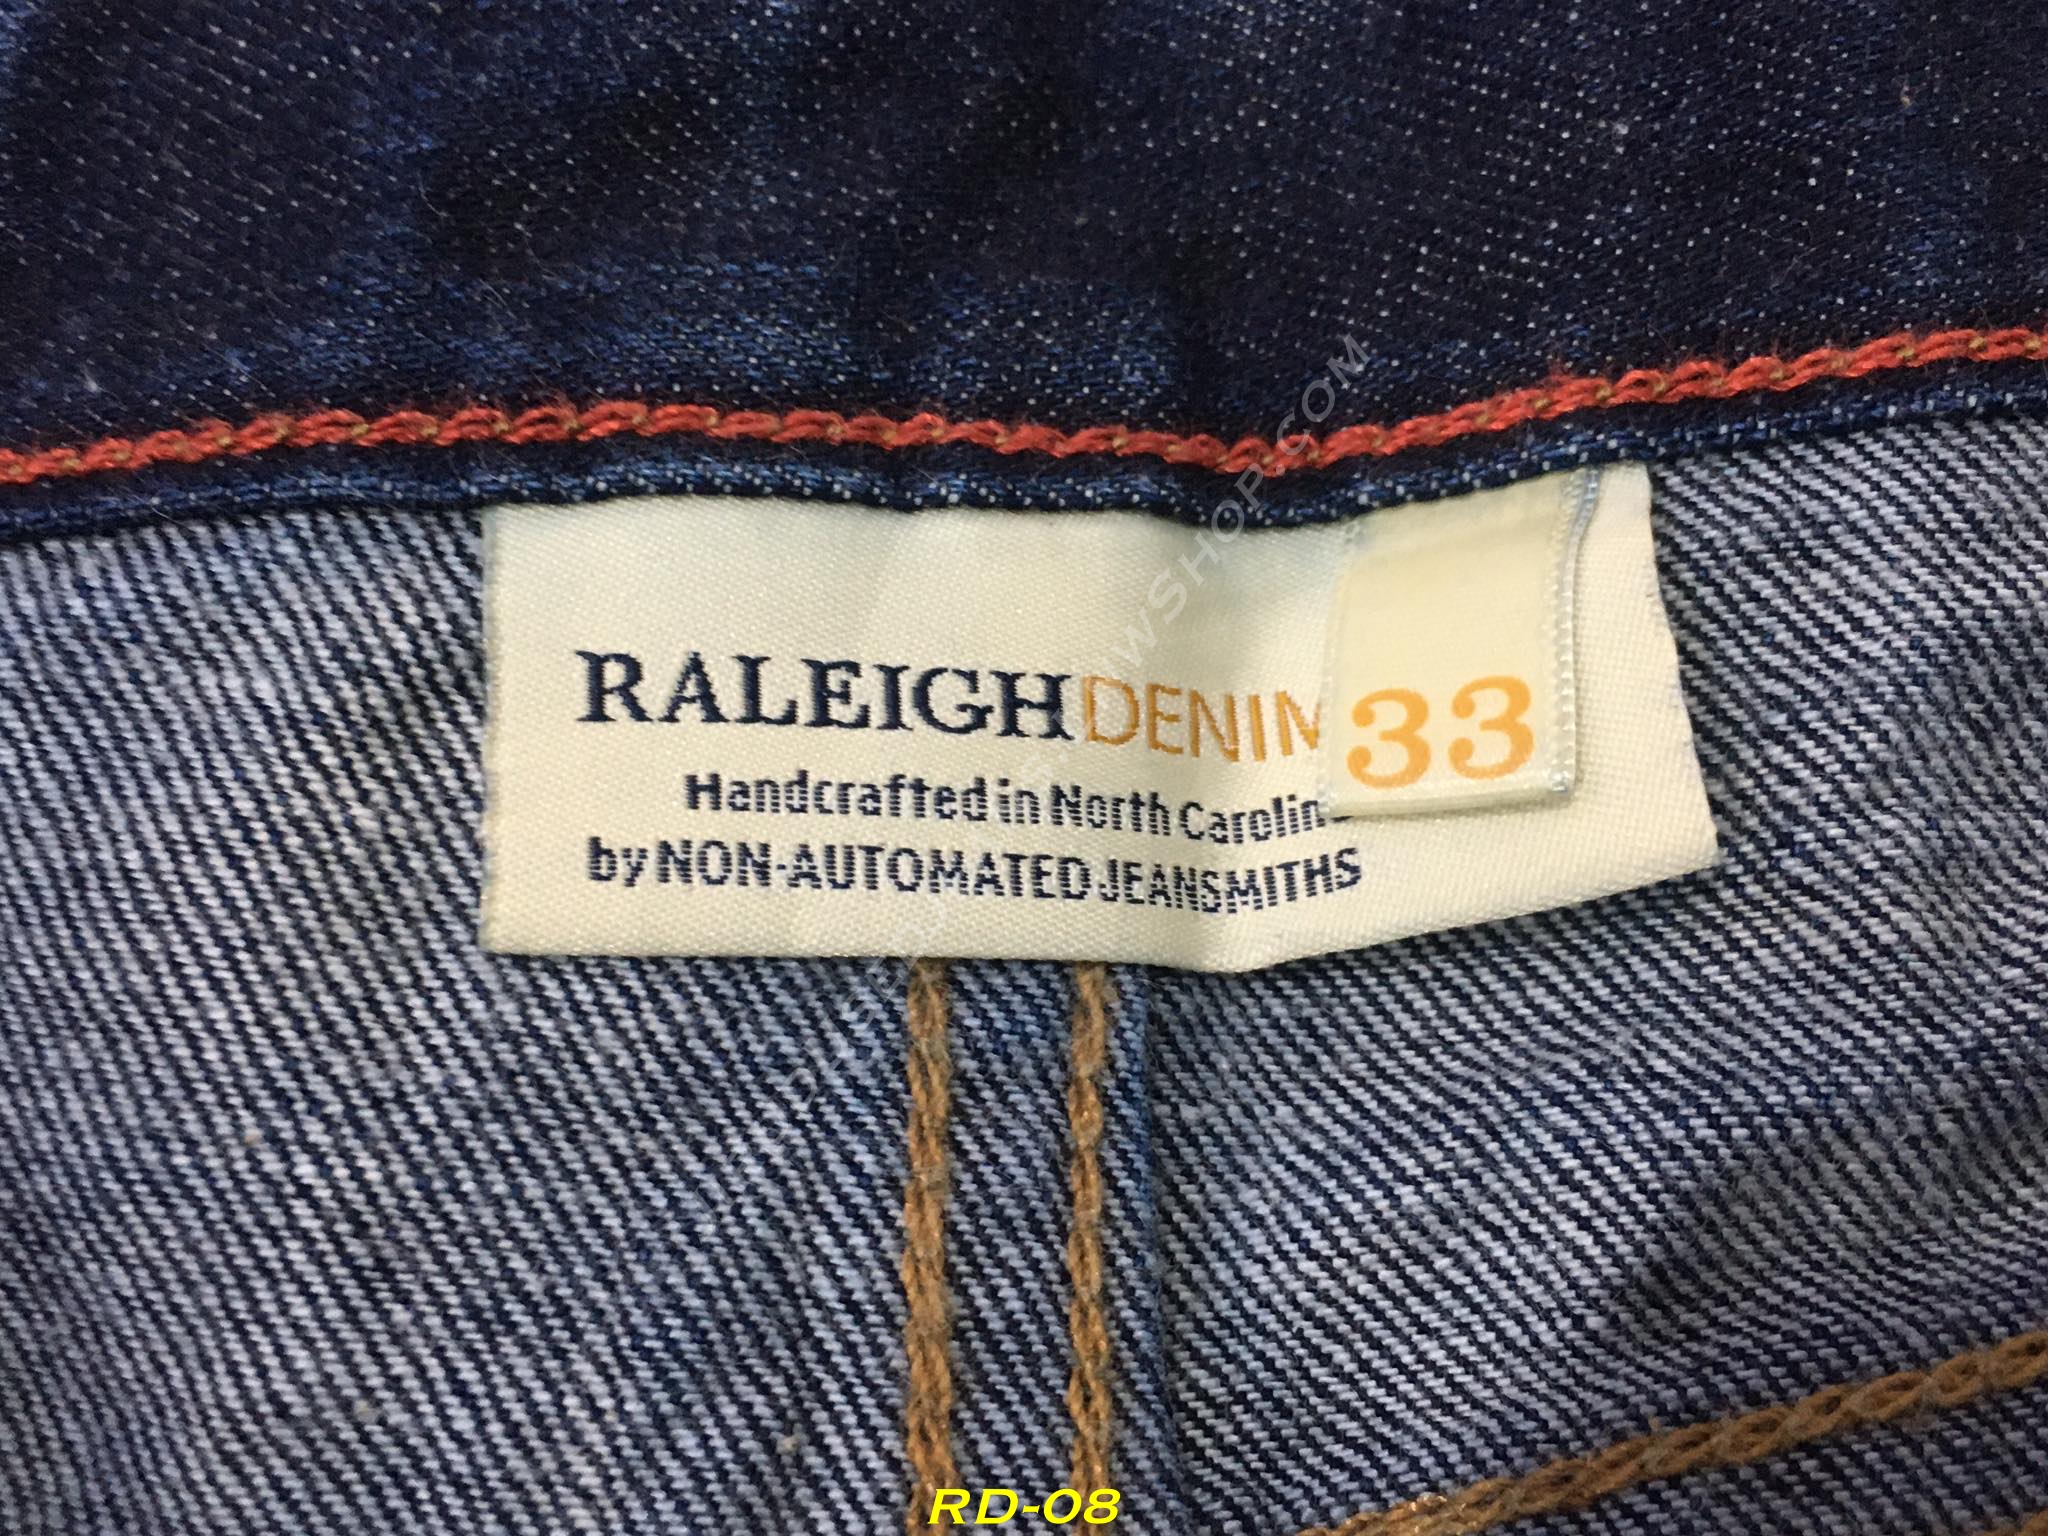 RALEIGHDENIM
33
Handcrafted in North Carolin
by NON-AUTOMATED JEANSMITHS
RD-08